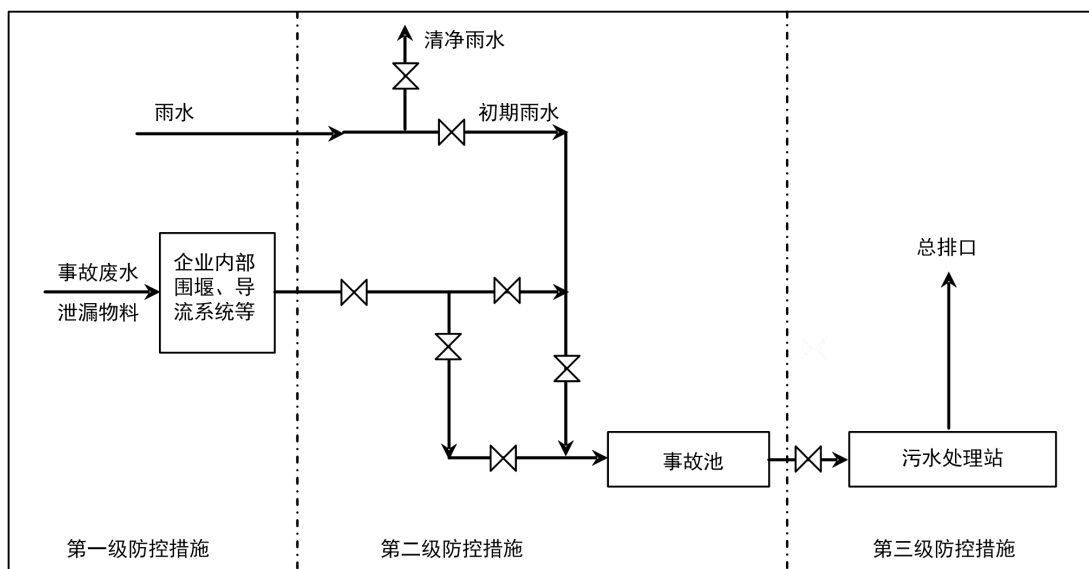 清净雨水
雨水
初期雨水
事故废水
泄漏物料
企业内部
围堰、导
流系统等
总排口
事故池
污水处理站
第一级防控措施
第二级防控措施
第三级防控措施